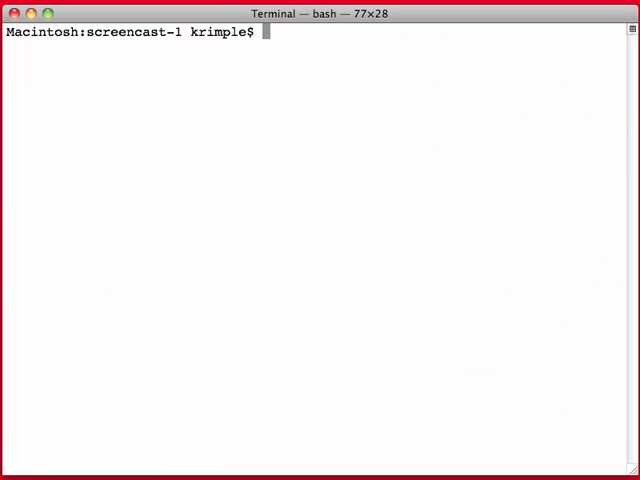 Terminal — bash — 77×28
Macintosh:screencast-1 krimple$